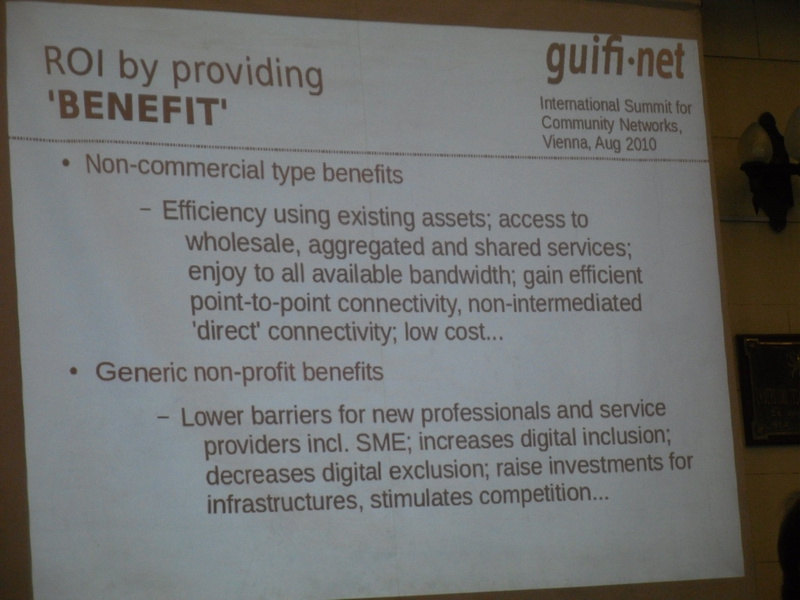 ROI by providing
'BENEFIT'
guifi·net
International Summit for
Community Networks,
Vienna, Aug 2010
• Non-commercial type benefits
– Efficiency using existing assets; access to
wholesale, aggregated and shared services;
enjoy to all available bandwidth; gain efficient
point-to-point connectivity, non-intermediated
'direct' connectivity; low cost...
• Generic non-profit benefits
– Lower barriers for new professionals and service
providers incl. SME; increases digital inclusion;
decreases digital exclusion; raise investments for
infrastructures, stimulates competition...